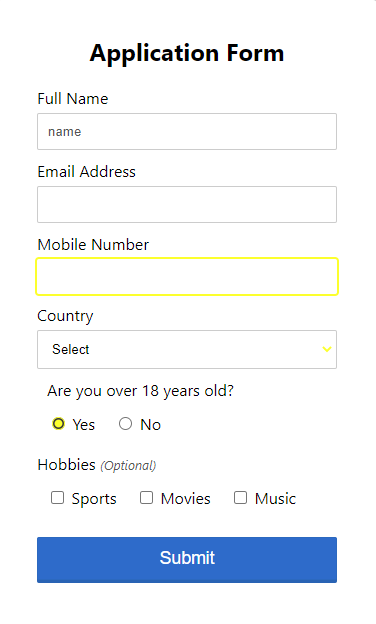 Application Form
Full Name
name
Email Address
Mobile Number
Country
Select
Are you over 18 years old?
Yes No
Hobbies (Optional)
Sports Movies Music
Submit